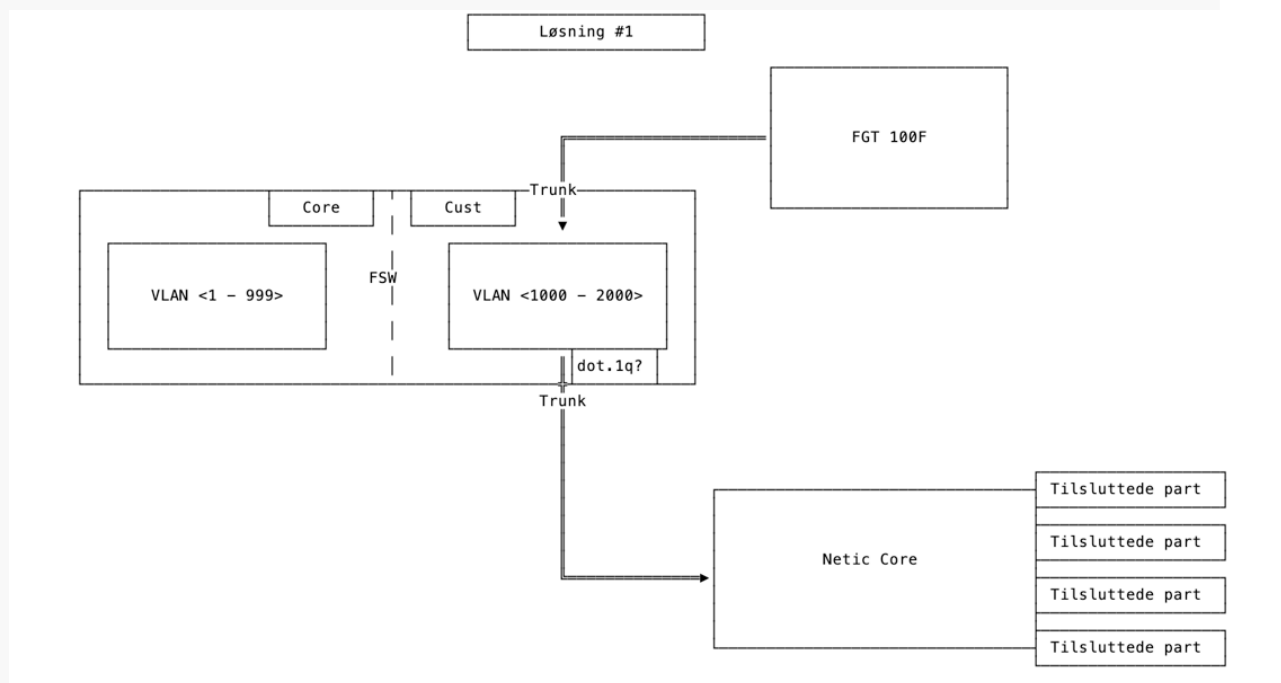 Løsning #1
FGT 100F
Trunk
Core
Cust
FSW
VLAN <1 – 999>
VLAN <1000 – 2000>
dot.1q?
Trunk
Tilsluttede part
Tilsluttede part
Netic Core
Tilsluttede part
Tilsluttede part